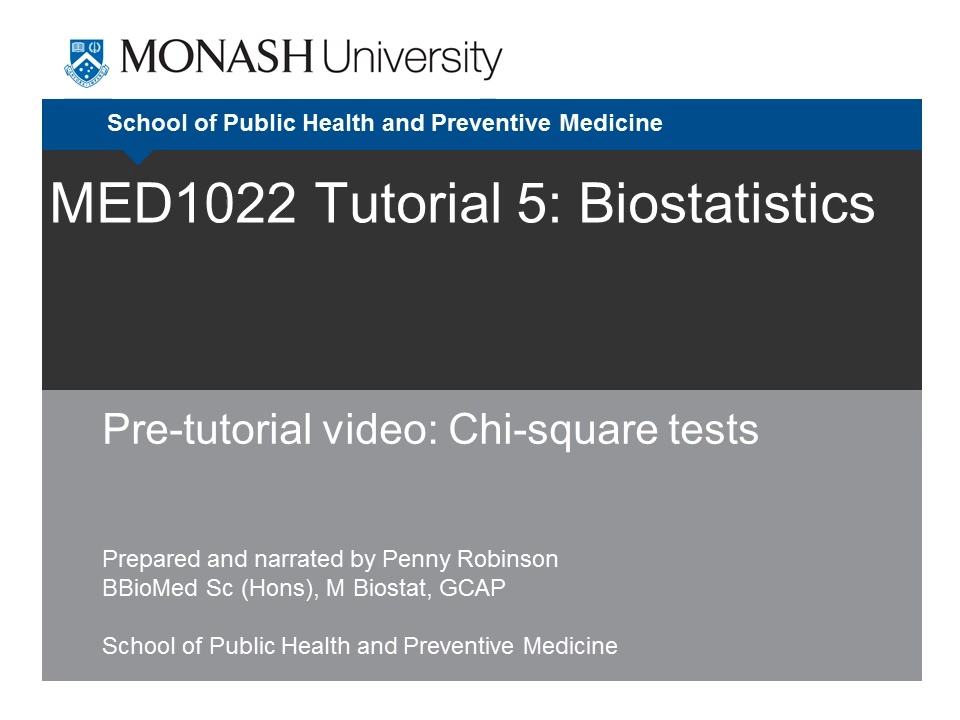 MONASH University
School of Public Health and Preventive Medicine
MED1022 Tutorial 5: Biostatistics
Pre-tutorial video: Chi-square tests
Prepared and narrated by Penny Robinson
BBioMed Sc (Hons), M Biostat, GCAP
School of Public Health and Preventive Medicine